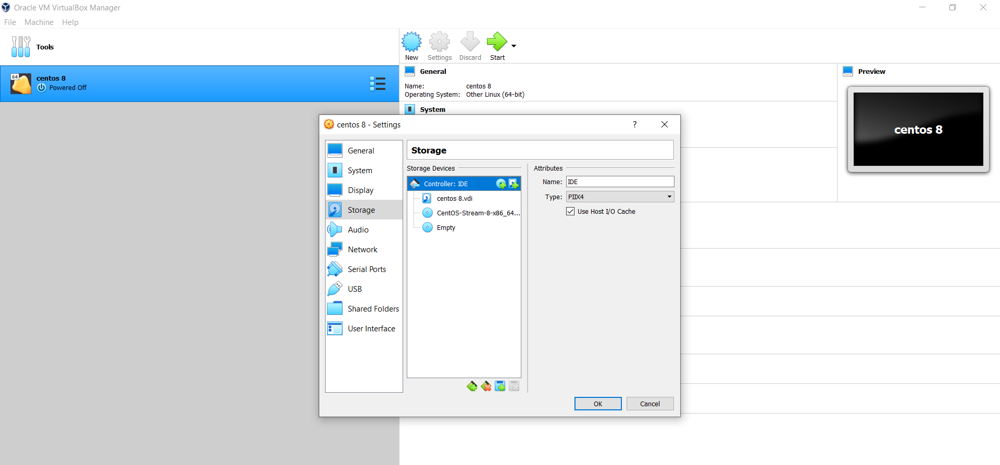 Oracle VM VirtualBox Manager
File Machine Help
Tools
New Settings Discard Start
64
centos 8
Powered Off
General
Name: centos 8
Operating System: Other Linux (64-bit)
System
Preview
centos 8
centos 8 - Settings
?
General
System
Display
Storage
Audio
Network
Serial Ports
USB
Shared Folders
User Interface
Storage
Storage Devices
Controller: IDE
centos 8.vdi
CentOS-Stream-8-x86_64...
Empty
Attributes
Name: IDE
Type: PIIX4
Use Host I/O Cache
OK Cancel